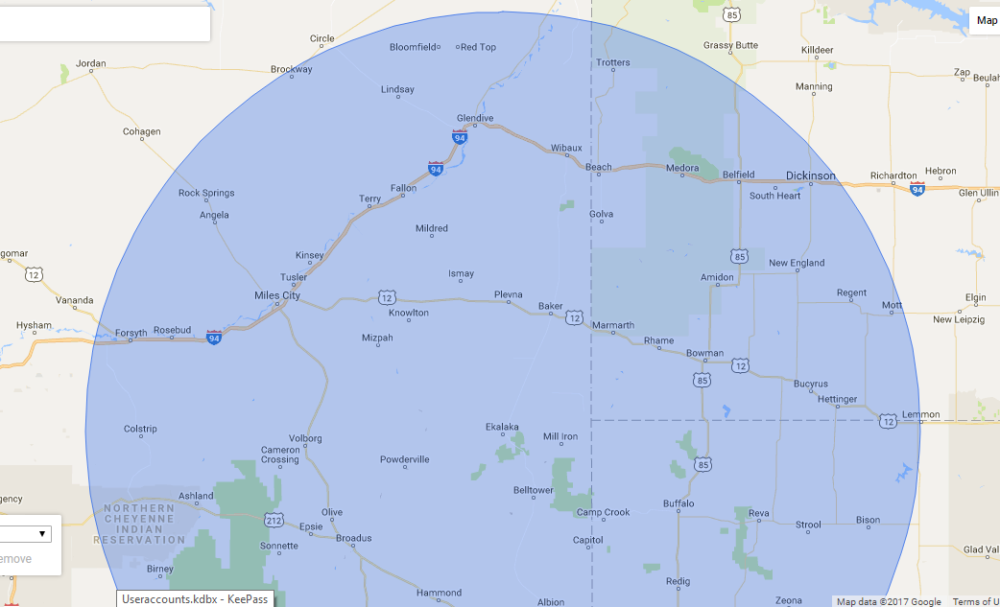 85
Map
Circle
Bloomfield
Red Top
Grassy Butte
Killdeer
Jordan
Brockway
Trotters
Zap
Beulah
Lindsay
Manning
Glendive
Cohagen
94
Wibaux
94
Beach
Medora
Belfield
Dickinson
Richardton
Hebron
94
Rock Springs
Fallon
Terry
South Heart
Glen Ullin
Angela
Golva
Mildred
gomar
Kinsey
85
New England
12
Tusler
Ismay
Amidon
Vananda
Miles City
12
Plevna
Regent
Elgin
Knowlton
Baker
12
Mott
New Leipzig
Hysham
Forsyth
Rosebud
94
Mizpah
Marmarth
Rhame
Bowman
12
85
Bucyrus
Hettinger
12
Lemmon
Colstrip
Ekalaka
Mill Iron
Volborg
Cameron
Crossing
Powderville
85
Ashland
Belltower
Buffalo
gency
NORTHERN
CHEYENNE
INDIAN
RESERVATION
212
Olive
Epsie
Camp Crook
Reva
Strool
Bison
Broadus
Sonnette
Capitol
Glad Val
emove
Birney
Redig
Hammond
Useraccounts.kdbx - KeePass
Albion
Zeona
Map data ©2017 Google
Terms of U